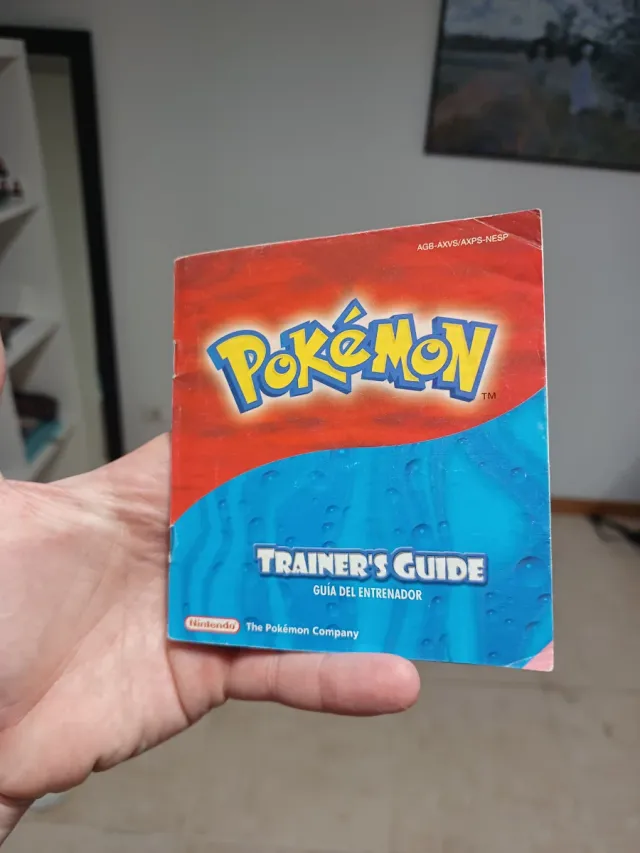 AGB-AXVS/AXPS-NESP
POKéMON
TM
TRAINER'S GUIDE
GUÍA DEL ENTRENADOR
Nintendo The Pokémon Company